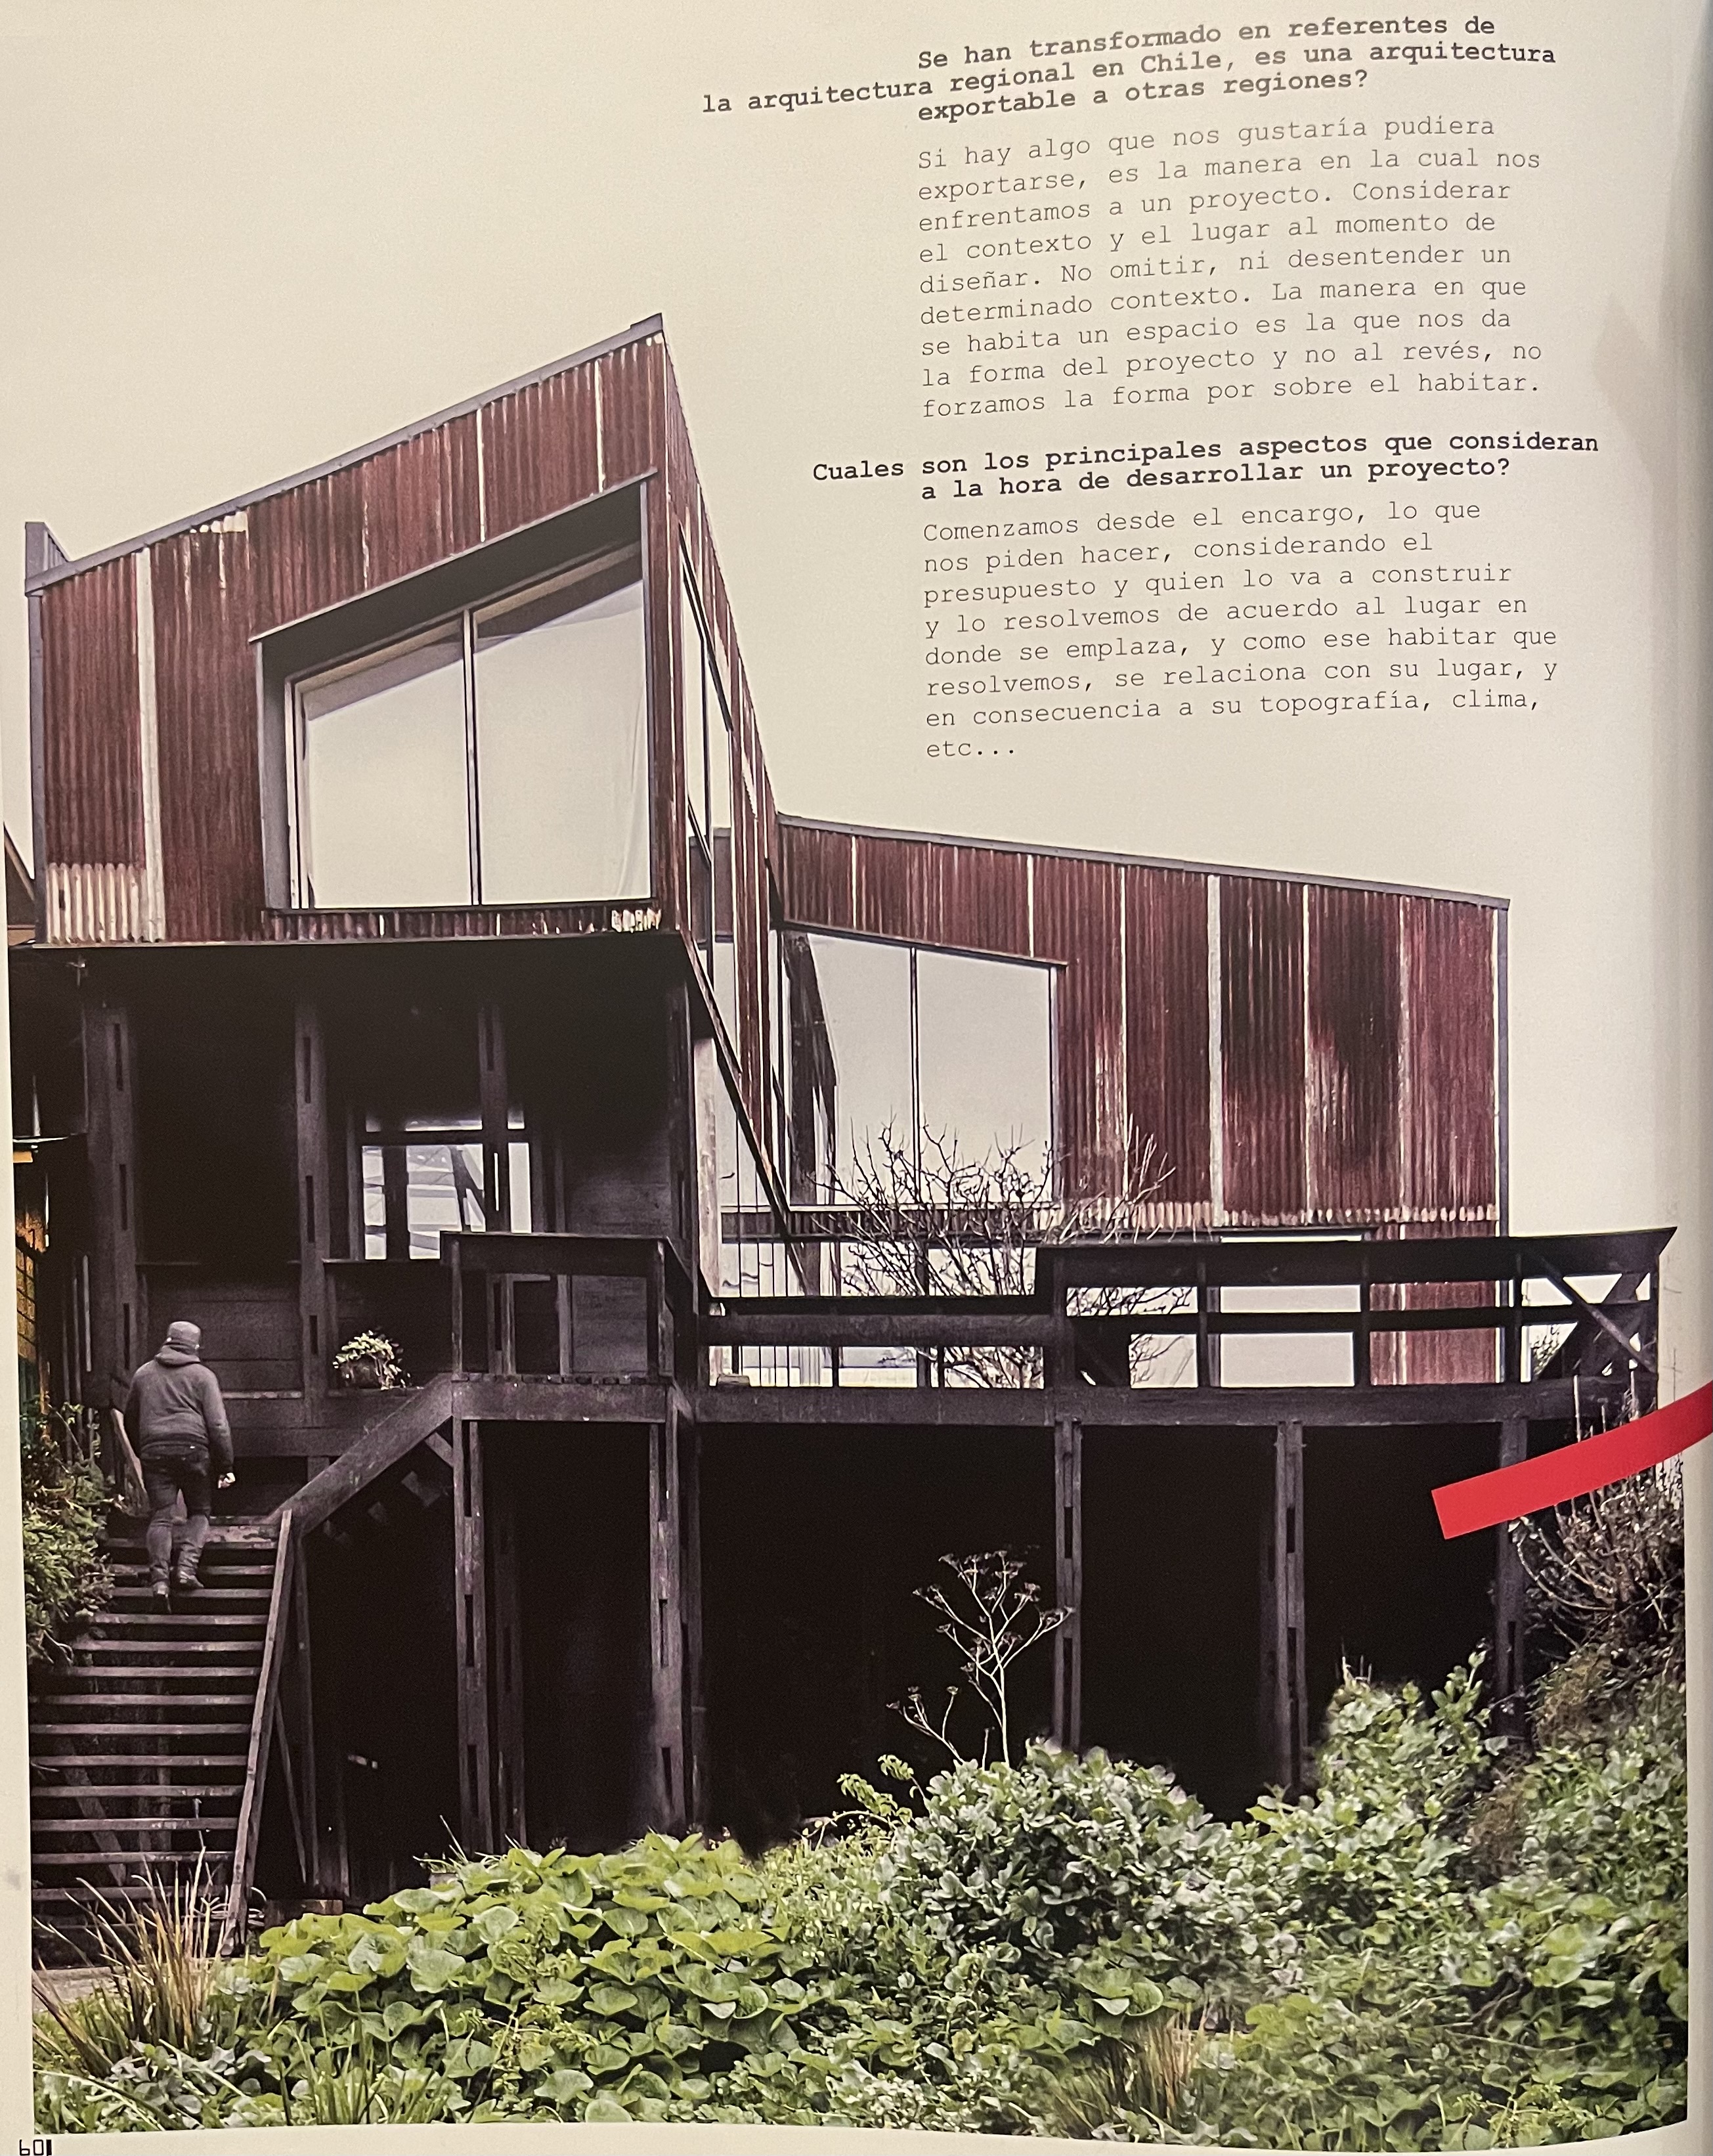 Se han transformado en referentes de
la arquitectura regional en Chile, es una arquitectura
exportable a otras regiones?
Si hay algo que nos gustaría pudiera
exportarse, es la manera en la cual nos
enfrentamos a un proyecto. Considerar
el contexto y el lugar al momento de
diseñar. No omitir, ni desentender un
determinado contexto. La manera en que
se habita un espacio es la que nos da
la forma del proyecto y no al revés, no
forzamos la forma por sobre el habitar.
Cuales son los principales aspectos que consideran
a la hora de desarrollar un proyecto?
Comenzamos desde el encargo, lo que
nos piden hacer, considerando el
presupuesto y quien lo va a construir
y lo resolvemos de acuerdo al lugar en
donde se emplaza, y como ese habitar que
resolvemos, se relaciona con su lugar, y
en consecuencia a su topografía, clima,
etc...
60